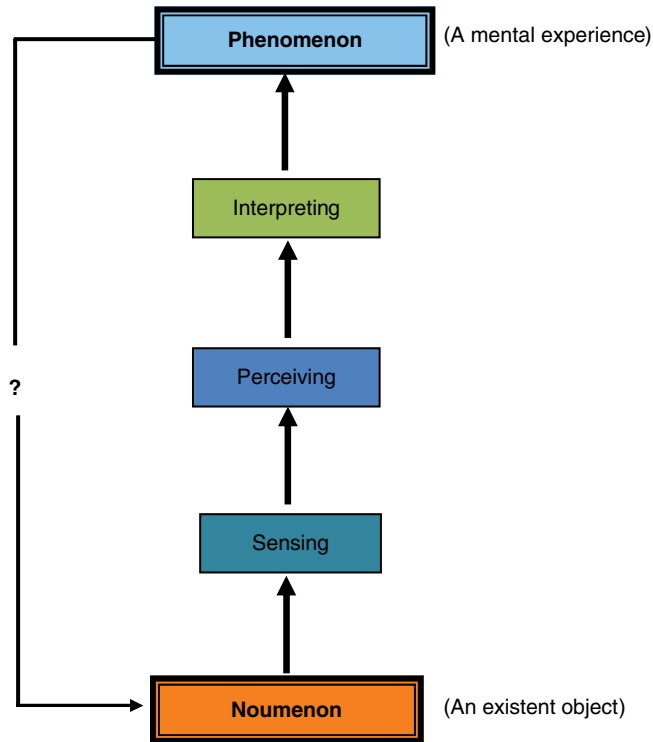 Phenomenon (A mental experience)
Interpreting
Perceiving
?
Sensing
Noumenon (An existent object)